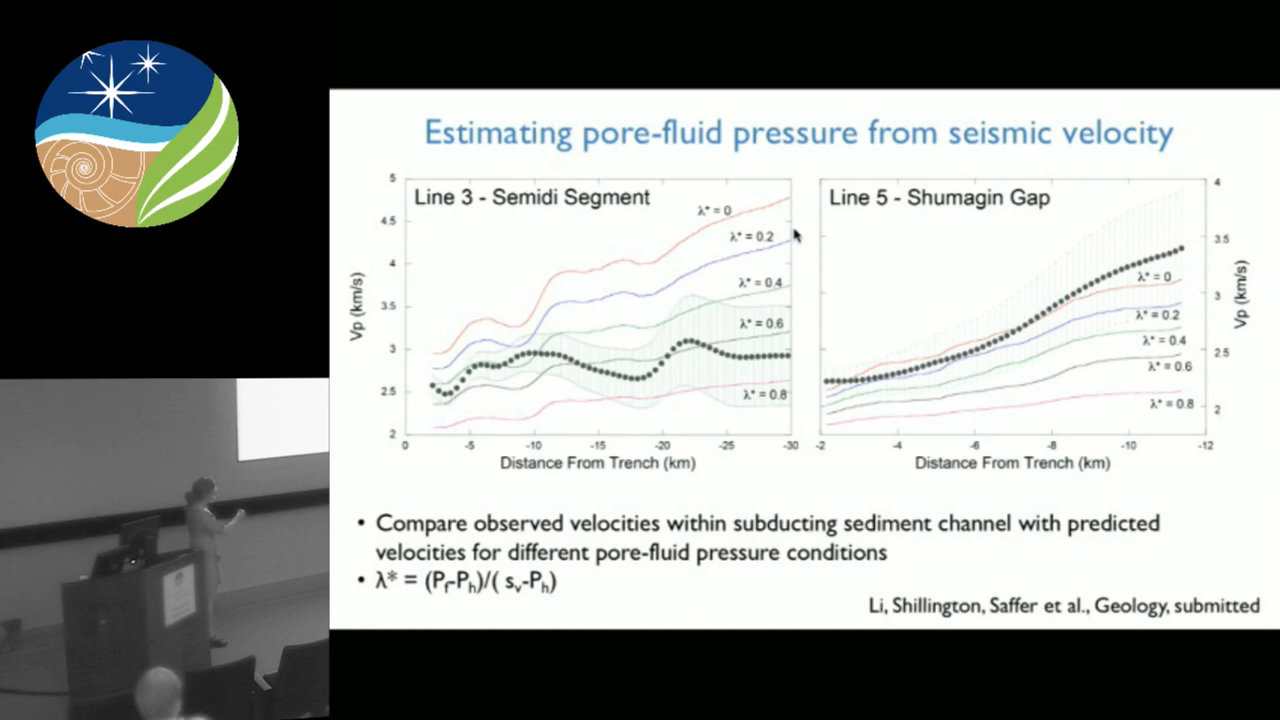 Estimating pore-fluid pressure from seismic velocity
Line 3 - Semidi Segment
5
4.5
4
3.5
3
2.5
2
Vp (km/s)
λ* = 0
λ* = 0.2
λ* = 0.4
λ* = 0.6
λ* = 0.8
0 -5 -10 -15 -20 -25 -30
Distance From Trench (km)
Line 5 - Shumagin Gap
4
3.5
3
2.5
2
Vp (km/s)
λ* = 0
λ* = 0.2
λ* = 0.4
λ* = 0.6
λ* = 0.8
-2 -4 -6 -8 -10 -12
Distance From Trench (km)
• Compare observed velocities within subducting sediment channel with predicted
velocities for different pore-fluid pressure conditions
• λ* = (Pf-Ph)/( sv-Ph)
Li, Shillington, Saffer et al., Geology, submitted